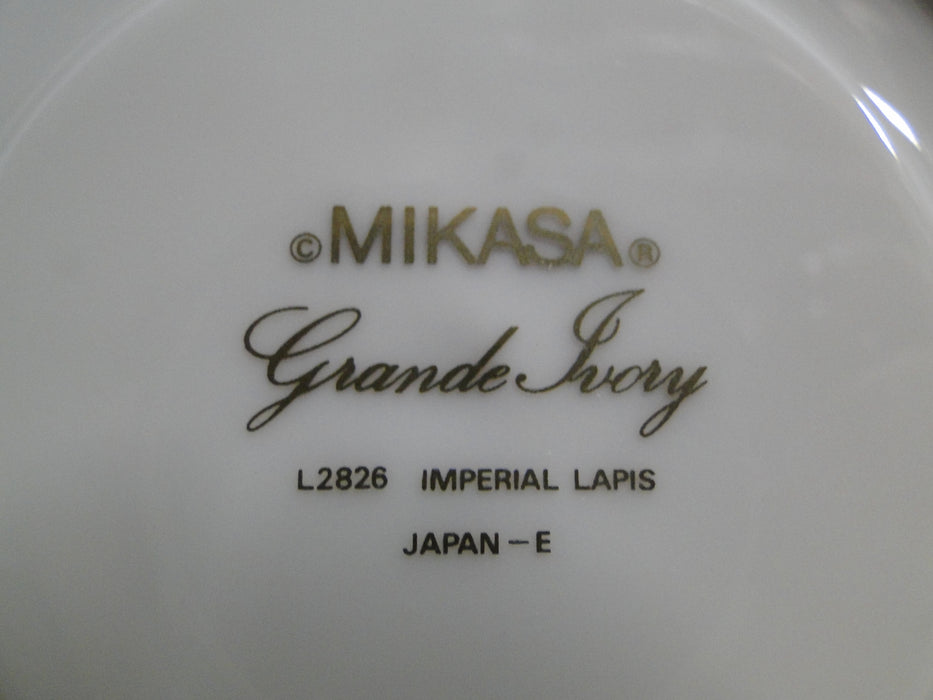 © MIKASA ®
Grande Ivory
L2826 IMPERIAL LAPIS
JAPAN – E